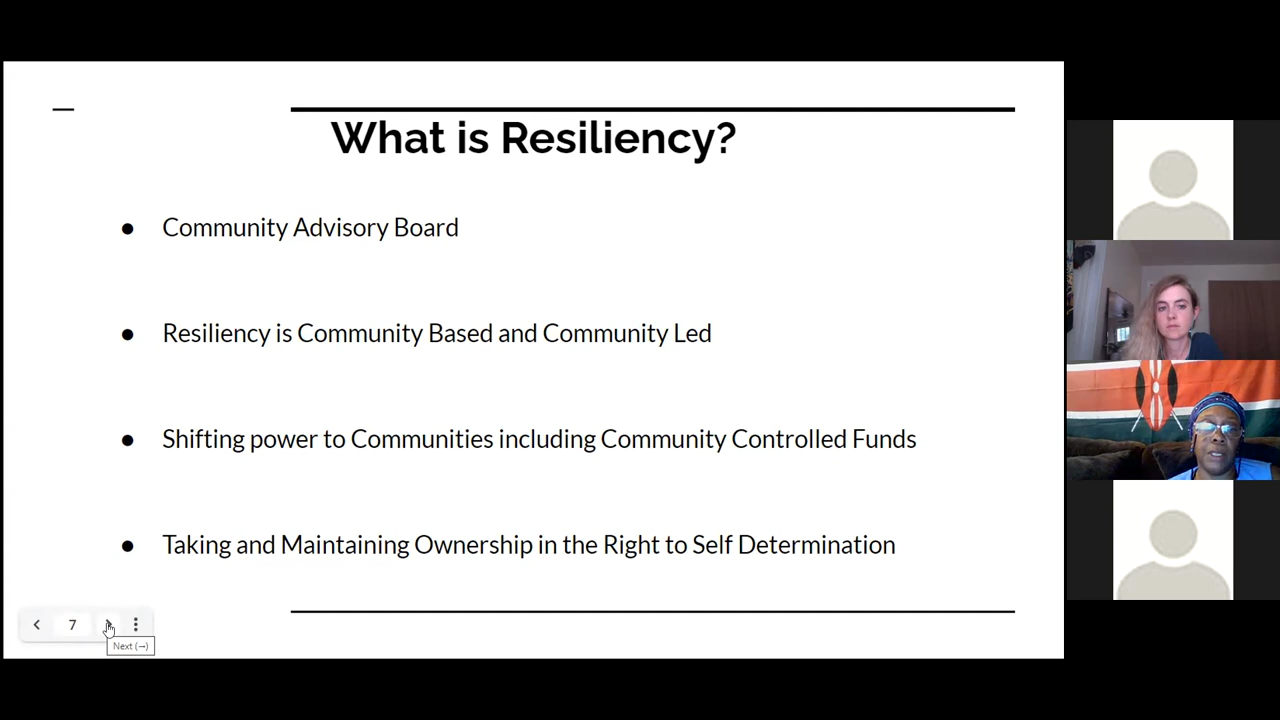 What is Resiliency?
● Community Advisory Board
● Resiliency is Community Based and Community Led
● Shifting power to Communities including Community Controlled Funds
● Taking and Maintaining Ownership in the Right to Self Determination
7
Next (→)